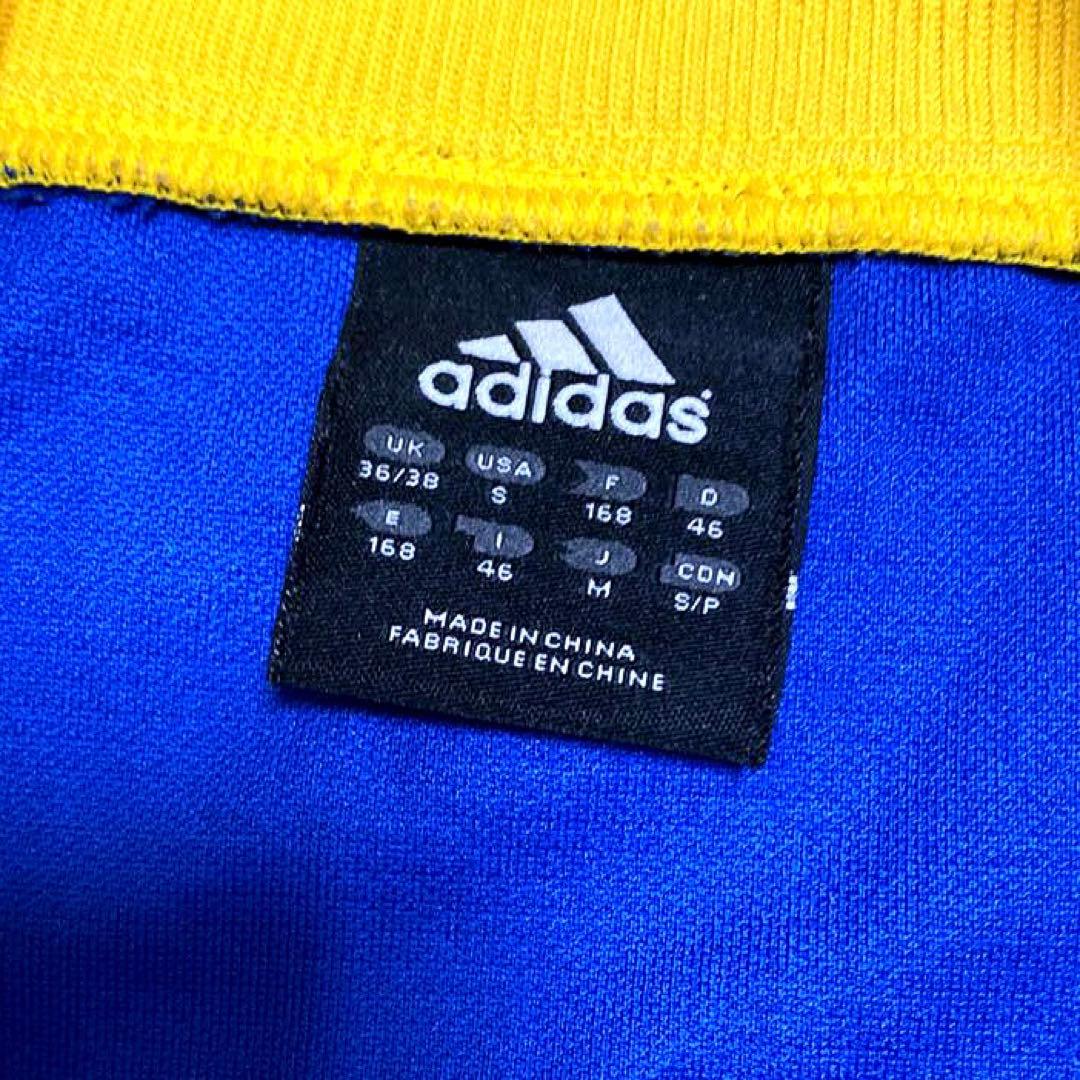 adidas
UK USA F D
36/38 S 168 46
E I J CDN
168 46 M S/P
MADE IN CHINA
FABRIQUE EN CHINE